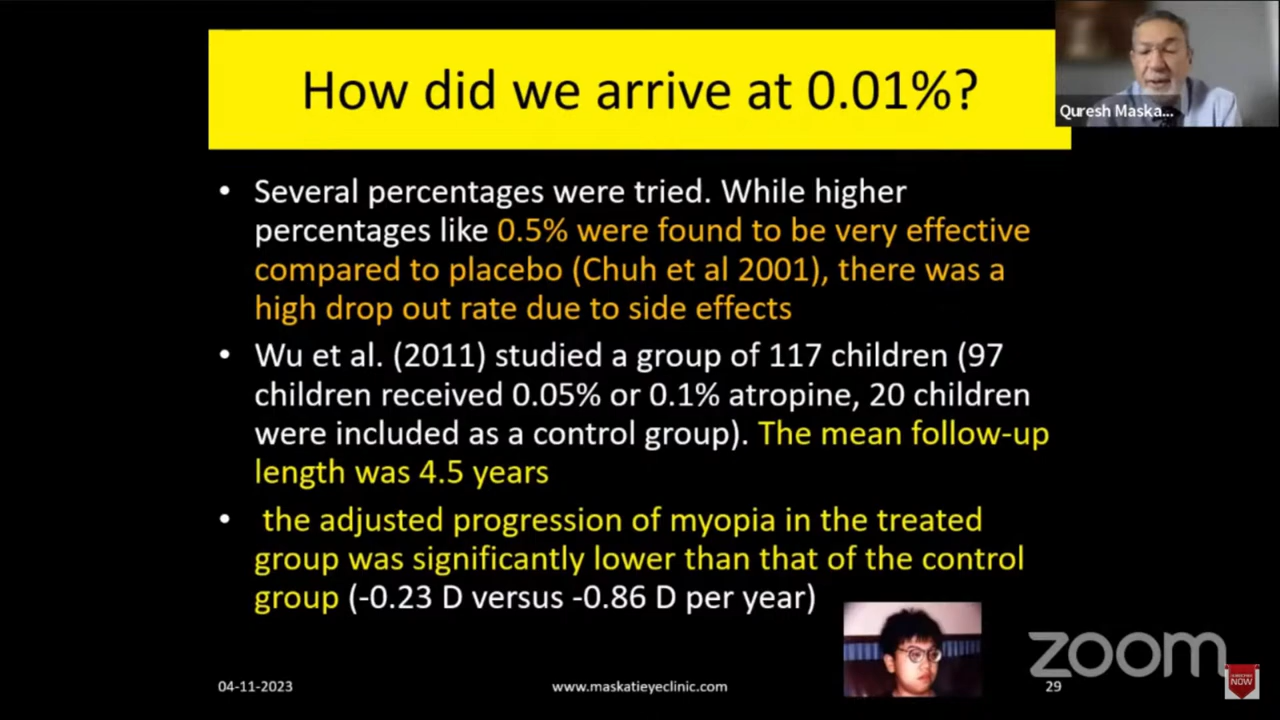 How did we arrive at 0.01%?
Quresh Maska...
• Several percentages were tried. While higher
percentages like 0.5% were found to be very effective
compared to placebo (Chuh et al 2001), there was a
high drop out rate due to side effects
• Wu et al. (2011) studied a group of 117 children (97
children received 0.05% or 0.1% atropine, 20 children
were included as a control group). The mean follow-up
length was 4.5 years
• the adjusted progression of myopia in the treated
group was significantly lower than that of the control
group (-0.23 D versus -0.86 D per year)
zoom
04-11-2023
www.maskatieyeclinic.com
29
NOW